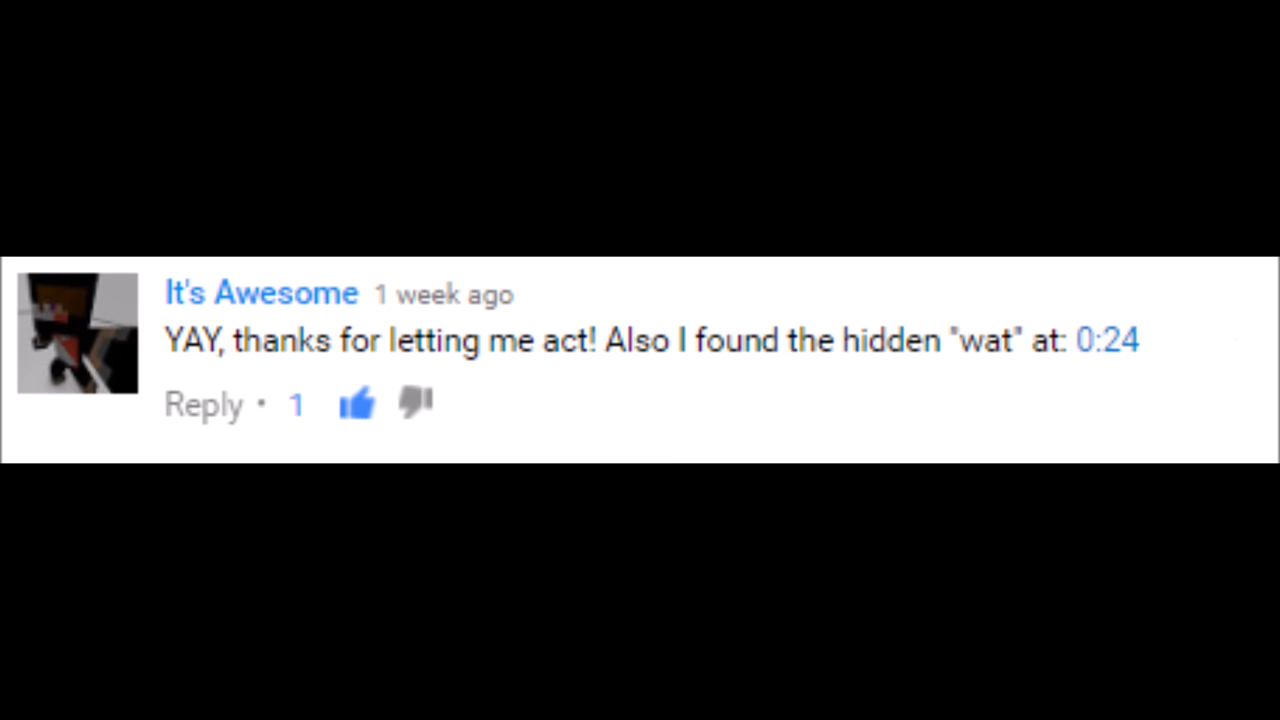 It's Awesome 1 week ago
YAY, thanks for letting me act! Also I found the hidden "wat" at: 0:24
Reply • 1